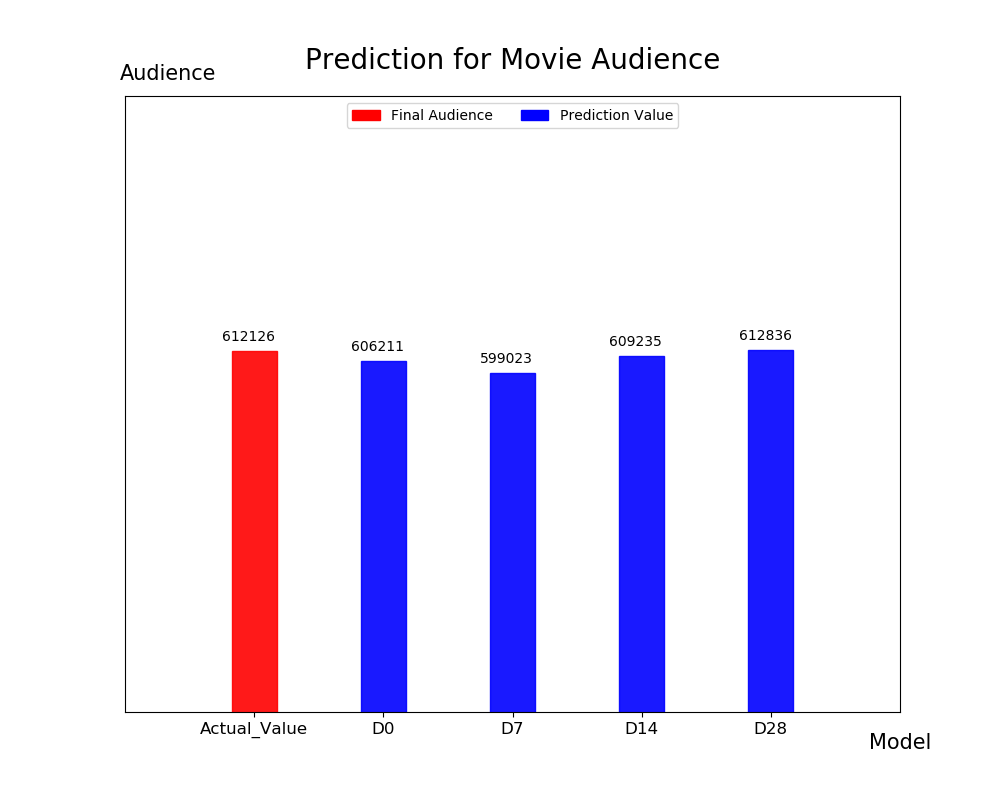 Prediction for Movie Audience
Audience
Final Audience
Prediction Value
612126
606211
599023
609235
612836
Actual_Value
D0
D7
D14
D28
Model